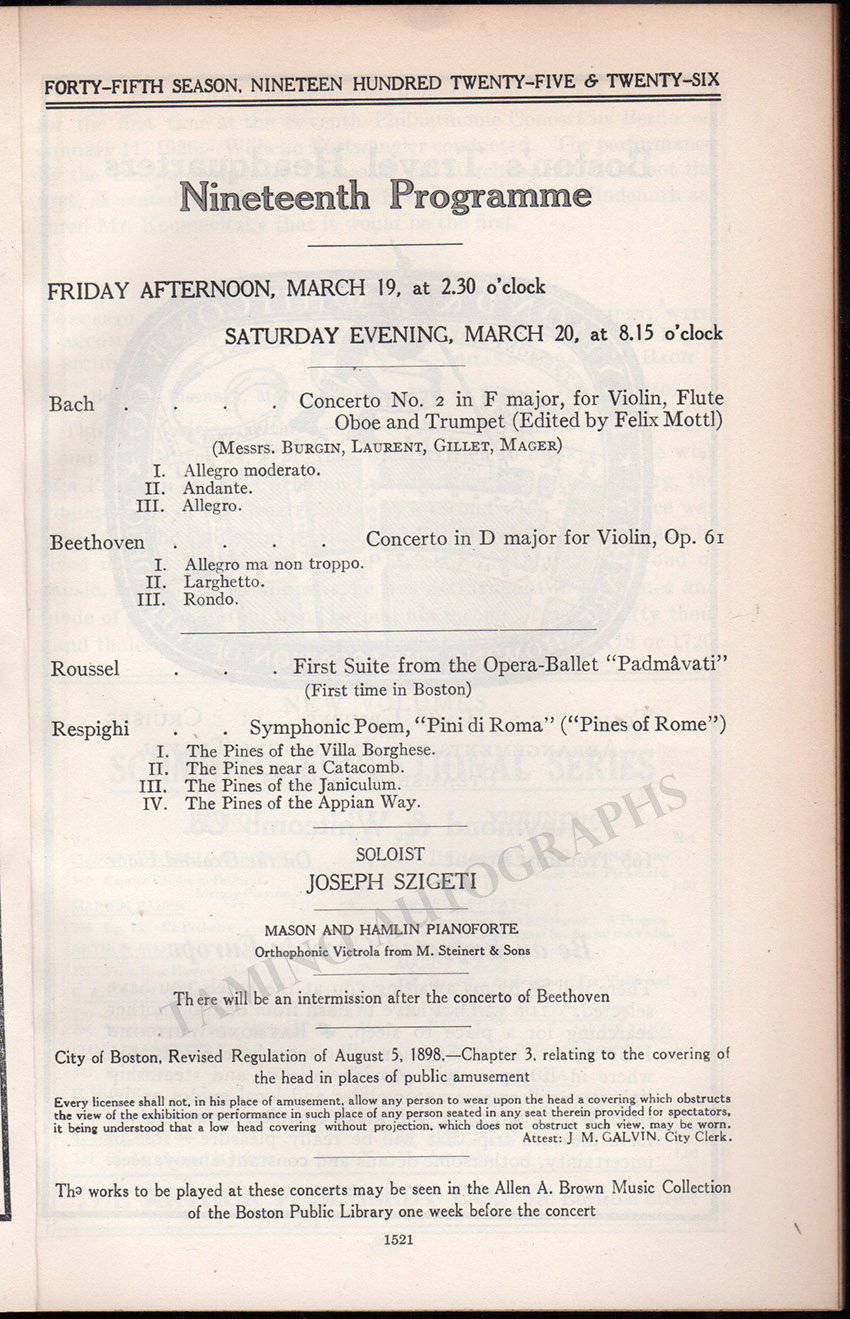 FORTY-FIFTH SEASON, NINETEEN HUNDRED TWENTY-FIVE & TWENTY-SIX
Nineteenth Programme
FRIDAY AFTERNOON, MARCH 19, at 2.30 o'clock
SATURDAY EVENING, MARCH 20, at 8.15 o'clock
Bach . . . . Concerto No. 2 in F major, for Violin, Flute
Oboe and Trumpet (Edited by Felix Mottl)
(Messrs. BURGIN, LAURENT, GILLET, MAGER)
I. Allegro moderato.
II. Andante.
III. Allegro.
Beethoven . . . . Concerto in D major for Violin, Op. 61
I. Allegro ma non troppo.
II. Larghetto.
III. Rondo.
Roussel . . . First Suite from the Opera-Ballet "Padmâvati"
(First time in Boston)
Respighi . . Symphonic Poem, "Pini di Roma" ("Pines of Rome")
I. The Pines of the Villa Borghese.
II. The Pines near a Catacomb.
III. The Pines of the Janiculum.
IV. The Pines of the Appian Way.
SOLOIST
JOSEPH SZIGETI
MASON AND HAMLIN PIANOFORTE
Orthophonic Victrola from M. Steinert & Sons
There will be an intermission after the concerto of Beethoven
City of Boston, Revised Regulation of August 5, 1898,—Chapter 3, relating to the covering of
the head in places of public amusement
Every licensee shall not, in his place of amusement, allow any person to wear upon the head a covering which obstructs
the view of the exhibition or performance in such place of any person seated in any seat therein provided for spectators,
it being understood that a low head covering without projection, which does not obstruct such view, may be worn.
Attest: J M. GALVIN, City Clerk.
The works to be played at these concerts may be seen in the Allen A. Brown Music Collection
of the Boston Public Library one week before the concert
1521
TAMINO AUTOGRAPHS